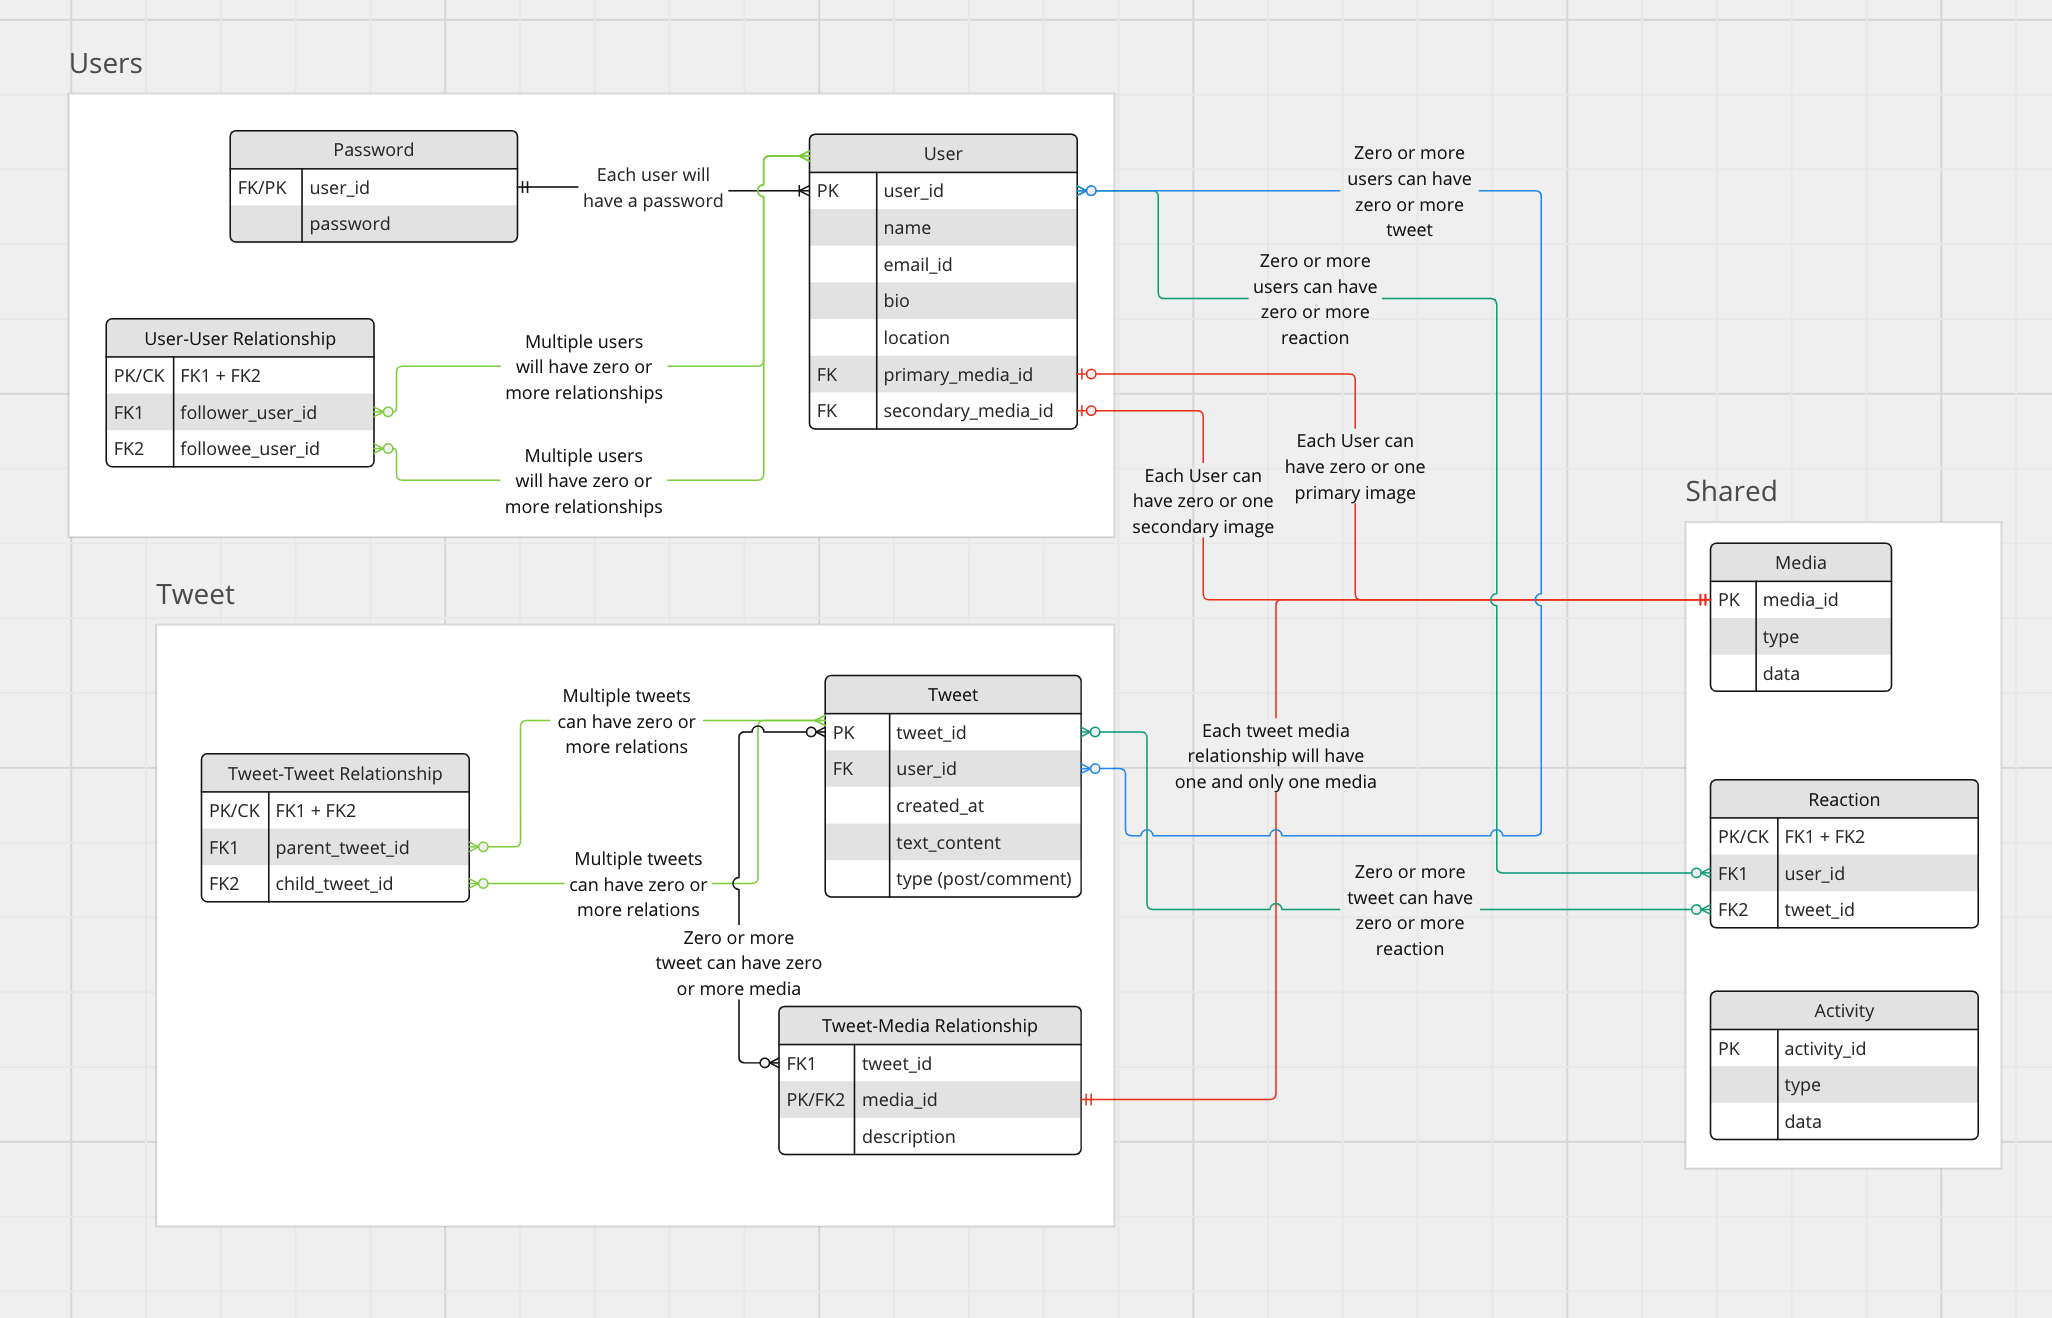 Users
Password
FK/PK user_id
password
Each user will
have a password
User
PK user_id
name
email_id
bio
location
FK primary_media_id
FK secondary_media_id
User-User Relationship
PK/CK FK1 + FK2
FK1 follower_user_id
FK2 followee_user_id
Multiple users
will have zero or
more relationships
Multiple users
will have zero or
more relationships
Zero or more
users can have
zero or more
tweet
Zero or more
users can have
zero or more
reaction
Each User can
have zero or one
primary image
Each User can
have zero or one
secondary image
Tweet
Multiple tweets
can have zero or
more relations
Tweet
PK tweet_id
FK user_id
created_at
text_content
type (post/comment)
Tweet-Tweet Relationship
PK/CK FK1 + FK2
FK1 parent_tweet_id
FK2 child_tweet_id
Multiple tweets
can have zero or
more relations
Zero or more
tweet can have zero
or more media
Tweet-Media Relationship
FK1 tweet_id
PK/FK2 media_id
description
Each tweet media
relationship will have
one and only one media
Zero or more
tweet can have
zero or more
reaction
Shared
Media
PK media_id
type
data
Reaction
PK/CK FK1 + FK2
FK1 user_id
FK2 tweet_id
Activity
PK activity_id
type
data